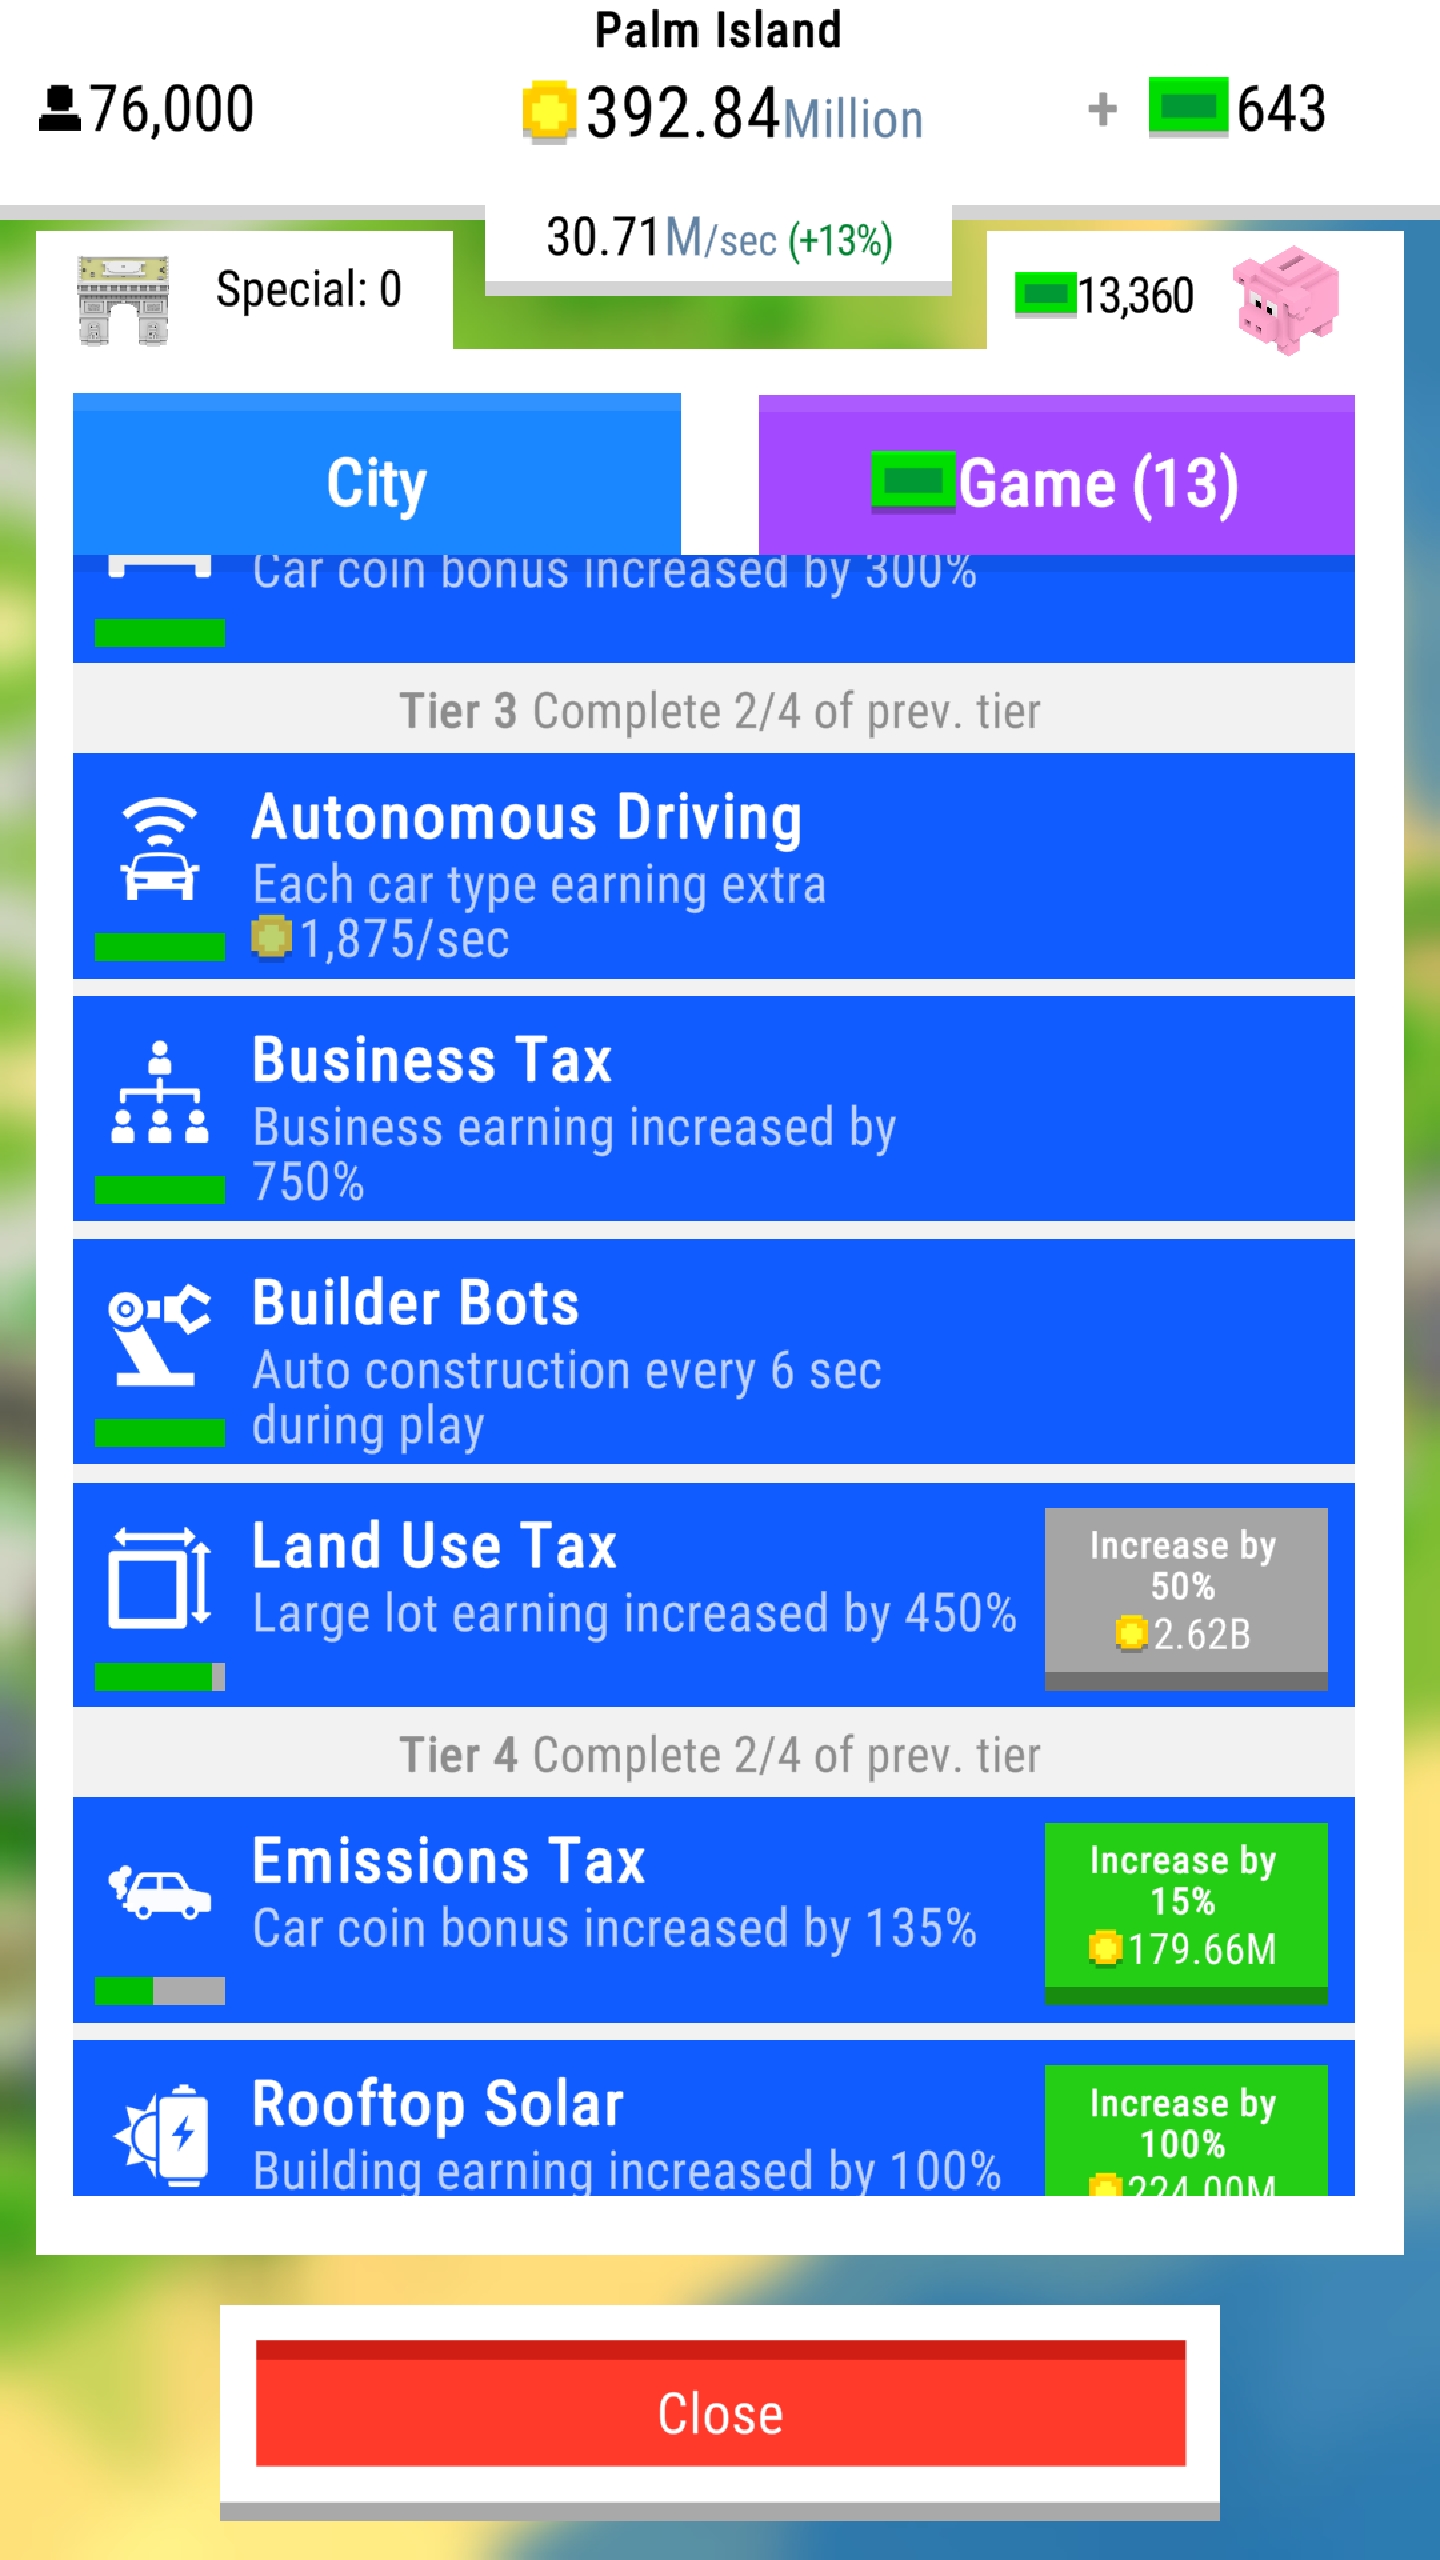 Palm Island
76,000
392.84Million
+ 643
30.71M/sec (+13%)
Special: 0
13,360
City
Game (13)
Car coin bonus increased by 300%
Tier 3 Complete 2/4 of prev. tier
Autonomous Driving
Each car type earning extra
1,875/sec
Business Tax
Business earning increased by
750%
Builder Bots
Auto construction every 6 sec
during play
Land Use Tax
Large lot earning increased by 450%
Increase by
50%
2.62B
Tier 4 Complete 2/4 of prev. tier
Emissions Tax
Car coin bonus increased by 135%
Increase by
15%
179.66M
Rooftop Solar
Building earning increased by 100%
Increase by
100%
224.00M
Close